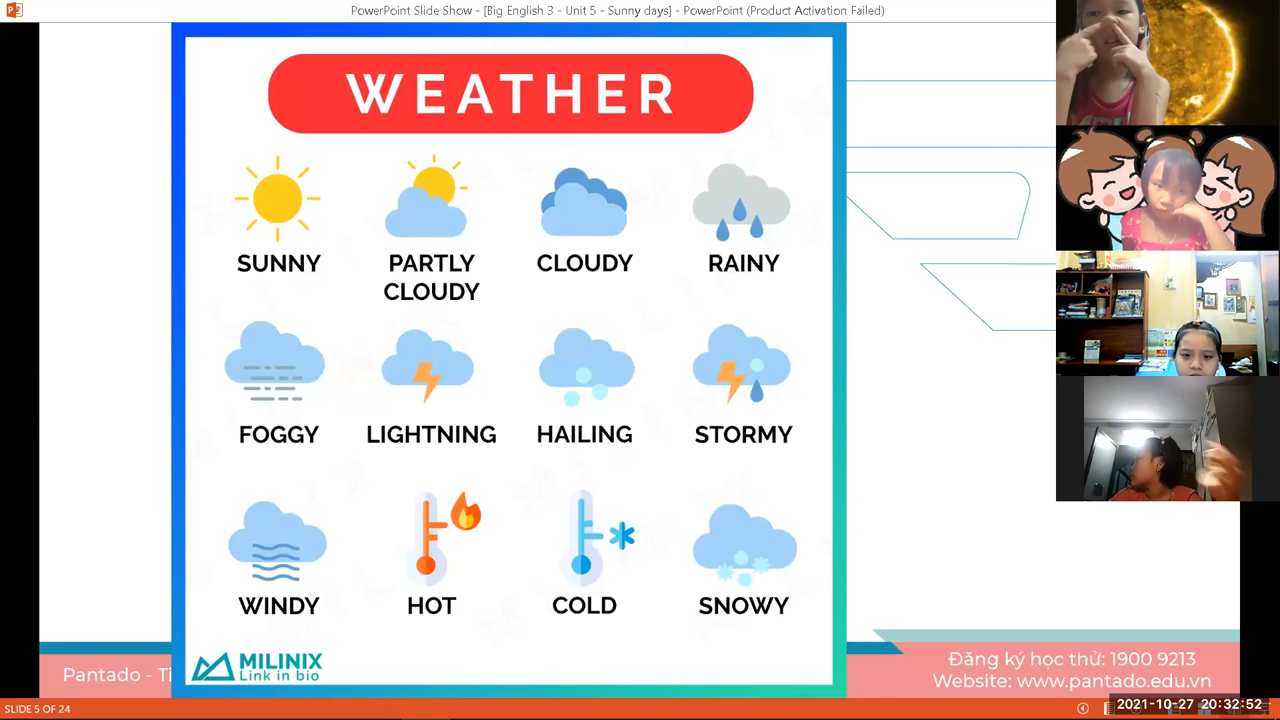 PowerPoint Slide Show - [Big English 3 - Unit 5 - Sunny days] - PowerPoint (Product Activation Failed)
WEATHER
SUNNY
PARTLY
CLOUDY
CLOUDY
RAINY
FOGGY
LIGHTNING
HAILING
STORMY
WINDY
HOT
COLD
SNOWY
MILINIX
Link in bio
Pantado - Ti
Đăng ký học thử: 1900 9213
Website: www.pantado.edu.vn
SLIDE 5 OF 24
2021-10-27 20:32:52